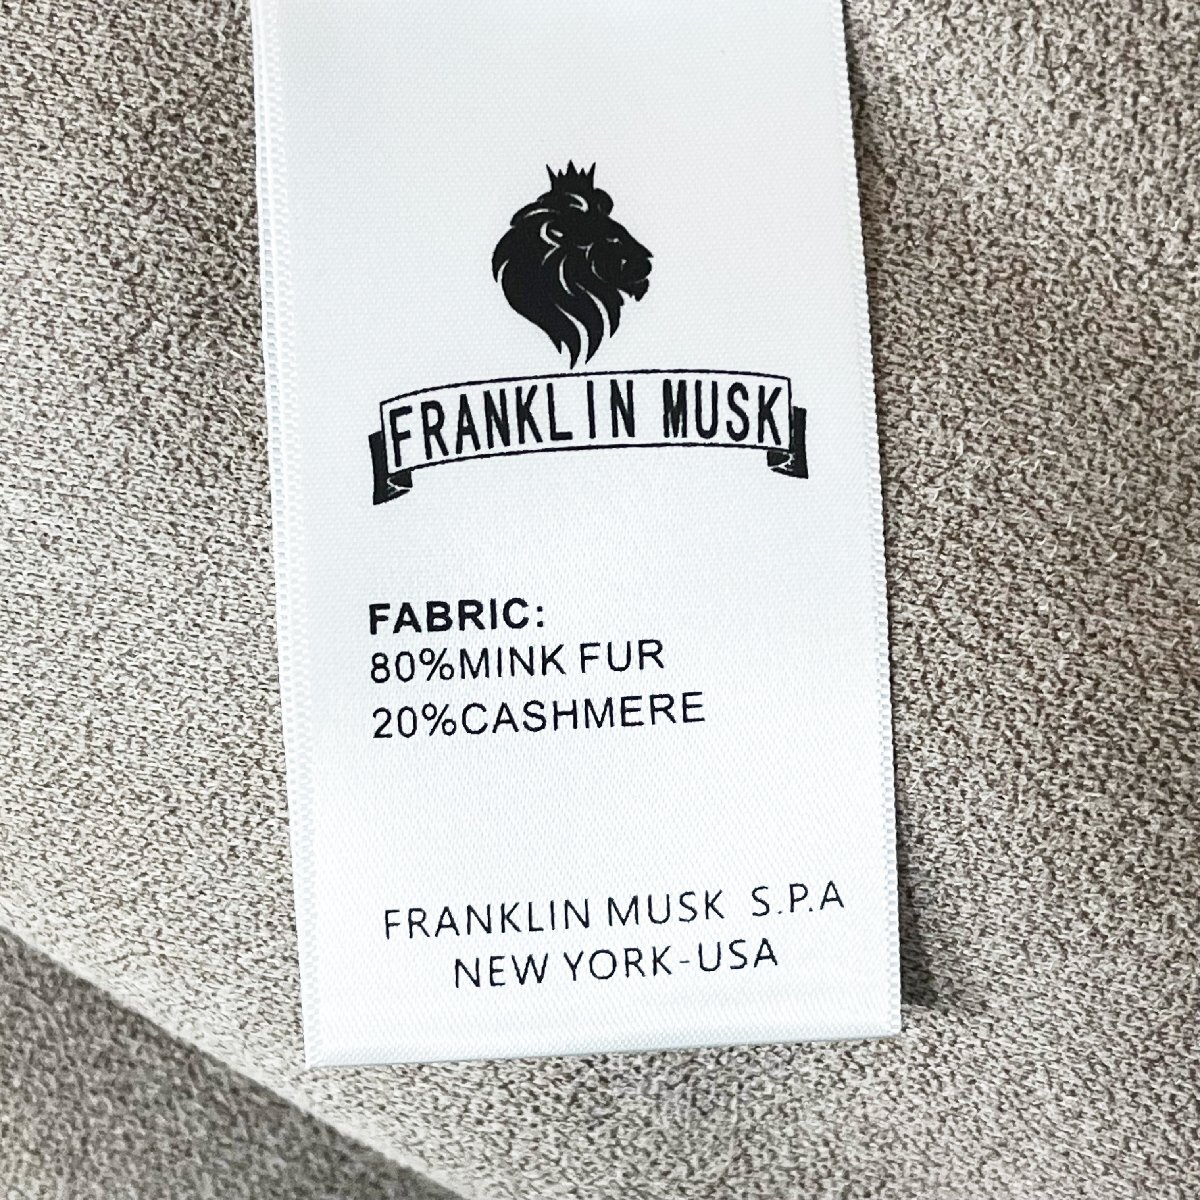 FRANKLIN MUSK
FABRIC:
80%MINK FUR
20%CASHMERE
FRANKLIN MUSK S.P.A
NEW YORK-USA